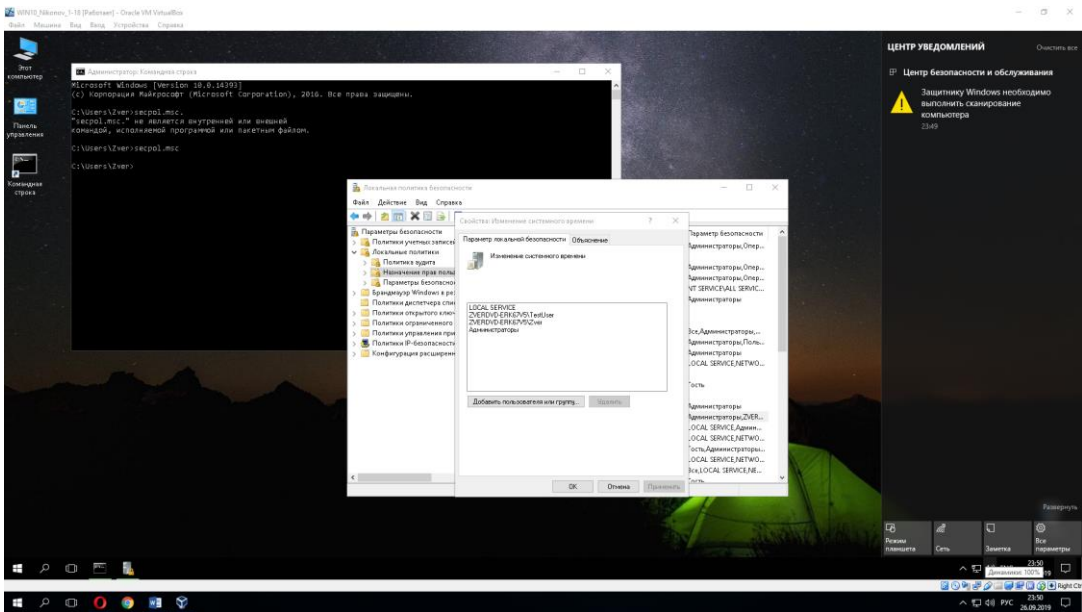 WIN10_Nikonov_1-18 [Работает] - Oracle VM VirtualBox
Файл Машина Вид Ввод Устройства Справка
Этот компьютер
Панель управления
Командная строка
Администратор: Командная строка
Microsoft Windows [Version 10.0.14393]
(c) Корпорация Майкрософт (Microsoft Corporation), 2016. Все права защищены.
C:\Users\Zver>secpol.msc.
"secpol.msc." не является внутренней или внешней
командой, исполняемой программой или пакетным файлом.
C:\Users\Zver>secpol.msc
C:\Users\Zver>
Локальная политика безопасности
Файл Действие Вид Справка
Параметры безопасности
Политики учетных записей
Локальные политики
Политика аудита
Назначение прав поль
Параметры безопасно
Брандмауэр Windows в ре
Политики диспетчера спи
Политики открытого ключ
Политики ограниченного
Политики управления при
Политики IP-безопасност
Конфигурация расширенн
Свойства: Изменение системного времени
Параметр локальной безопасности Объяснение
Изменение системного времени
LOCAL SERVICE
ZVERDVD-ERK67V5\TestUser
ZVERDVD-ERK67V5\Zver
Администраторы
Добавить пользователя или группу... Удалить
OK Отмена Применить
Параметр безопасности
Администраторы,Опер...
Администраторы,Опер...
Администраторы,Опер...
NT SERVICE\ALL SERVIC...
Администраторы
Все,Администраторы,...
Администраторы,Поль...
Администраторы
LOCAL SERVICE,NETWO...
Гость
Администраторы
Администраторы,ZVER...
LOCAL SERVICE,Админ...
LOCAL SERVICE,NETWO...
Гость,Администраторы...
LOCAL SERVICE,NETWO...
Все,LOCAL SERVICE,NE...
Гость
ЦЕНТР УВЕДОМЛЕНИЙ Очистить все
Центр безопасности и обслуживания
Защитнику Windows необходимо
выполнить сканирование
компьютера
23:49
Развернуть
Режим планшета
Сеть
Заметка
Все параметры
23:50
Динамики: 100%
Right Ctrl
РУС
23:50
26.09.2019